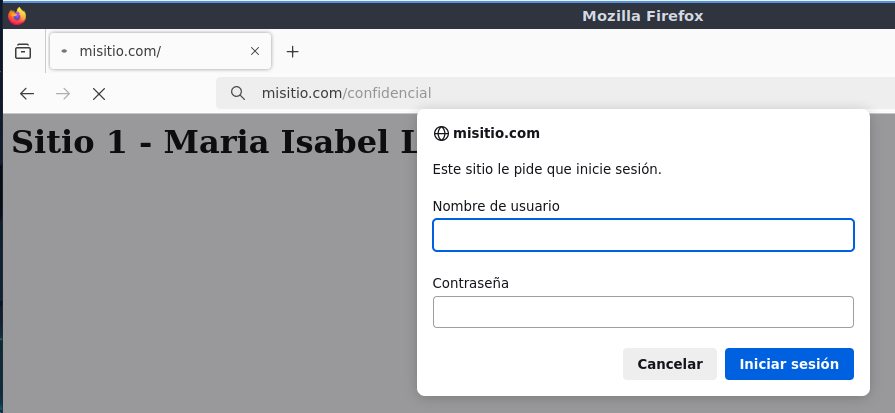 Mozilla Firefox
misitio.com/
misitio.com/confidencial
Sitio 1 - Maria Isabel
misitio.com
Este sitio le pide que inicie sesión.
Nombre de usuario
Contraseña
Cancelar
Iniciar sesión